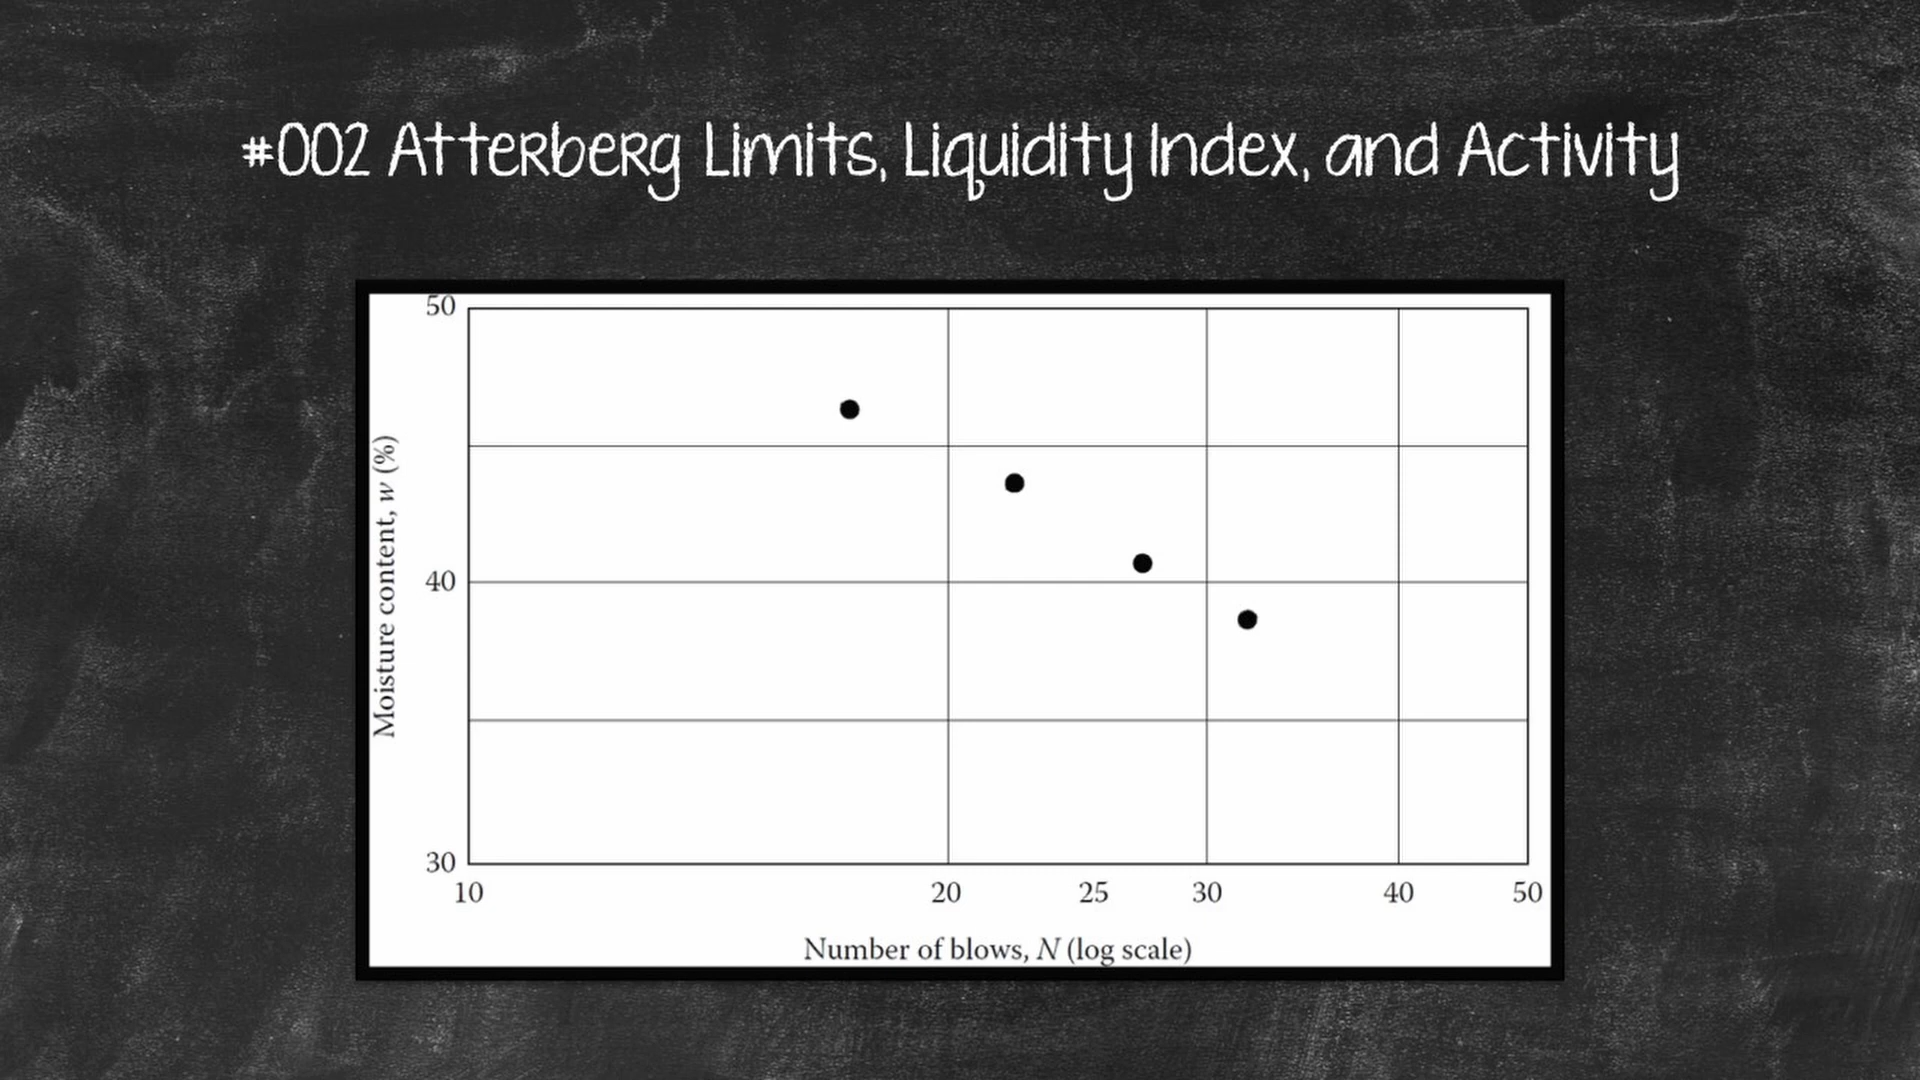 #002 Atterberg Limits, Liquidity Index, and Activity
50
40
30
Moisture content, w (%)
10 20 25 30 40 50
Number of blows, N (log scale)